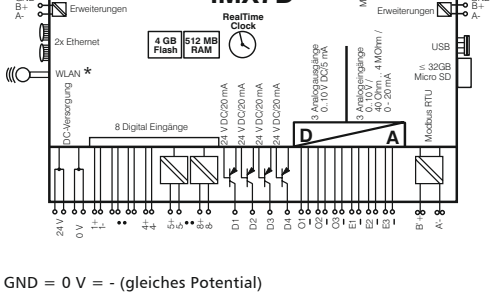 iMX7D
B+
A-
Erweiterungen
Erweiterungen
B+
A-
RealTime
Clock
2x Ethernet
4 GB
Flash
512 MB
RAM
USB
WLAN *
≤ 32GB
Micro SD
DC-Versorgung
8 Digital Eingänge
24 V DC/20 mA
24 V DC/20 mA
24 V DC/20 mA
24 V DC/20 mA
3 Analogausgänge
0..10 V DC/5 mA
3 Analogeingänge
0..10 V /
40 Ohm... 4 MOhm /
0 - 20 mA
Modbus RTU
D
A
24 V
0 V
1+
1-
••
4+
4-
5+
5-
••
8+
8-
D1
D2
D3
D4
O1
–
O2
–
O3
–
E1
–
E2
–
E3
–
B'+
A'-
GND = 0 V = - (gleiches Potential)